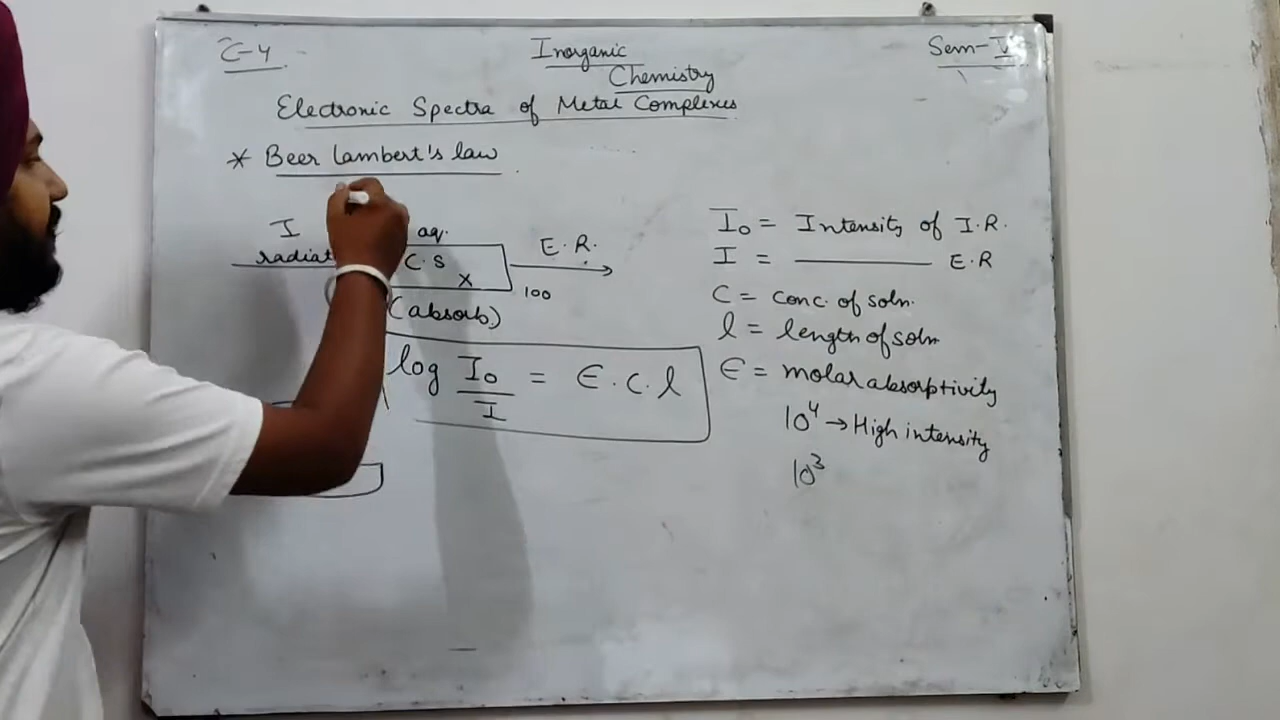 C-4
Inorganic
Chemistry
Sem-V
Electronic Spectra of Metal Complexes
* Beer Lambert's law
I
aq.
E.R.
C.S
X
100
(absorb)
log I₀/I = ϵ.c.l
I₀ = Intensity of I.R.
I = ———— E.R
C = conc. of soln.
l = length of soln
ϵ = molar absorptivity
10⁴ → High intensity
10³